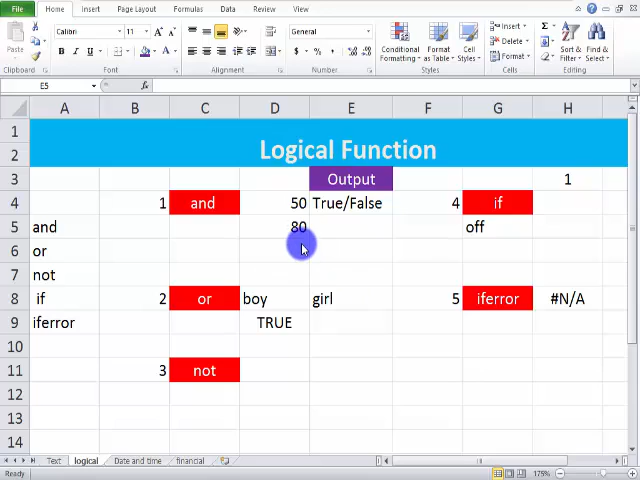 File Home Insert Page Layout Formulas Data Review View
Paste Calibri 11 General Conditional Formatting Format as Table Cell Styles Insert Delete Format Sort & Filter Find & Select
Clipboard Font Alignment Number Styles Cells Editing
E5 fx
A B C D E F G H
1
2 Logical Function
3 Output 1
4 1 and 50 True/False 4 if
5 and 80 off
6 or
7 not
8 if 2 or boy girl 5 iferror #N/A
9 iferror TRUE
10
11 3 not
12
13
14
Text logical Date and time financial
Ready 175%